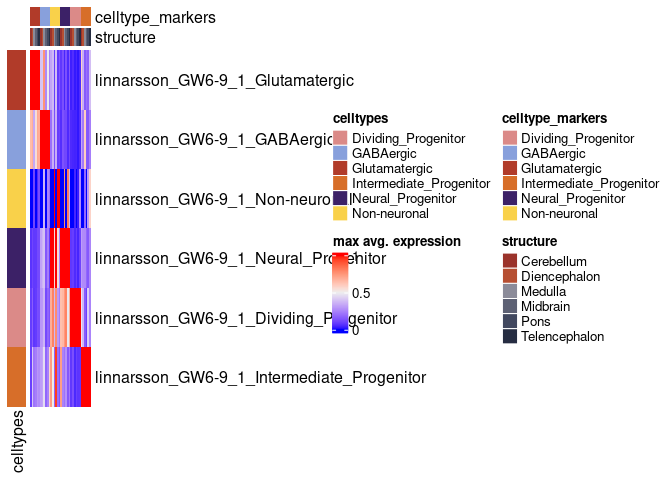 celltype_markers
structure
linnarsson_GW6-9_1_Glutamatergic
linnarsson_GW6-9_1_GABAergic
linnarsson_GW6-9_1_Non-neuronal
linnarsson_GW6-9_1_Neural_Progenitor
linnarsson_GW6-9_1_Dividing_Progenitor
linnarsson_GW6-9_1_Intermediate_Progenitor
celltypes
celltypes
Dividing_Progenitor
GABAergic
Glutamatergic
Intermediate_Progenitor
Neural_Progenitor
Non-neuronal
max avg. expression
1
0.5
0
celltype_markers
Dividing_Progenitor
GABAergic
Glutamatergic
Intermediate_Progenitor
Neural_Progenitor
Non-neuronal
structure
Cerebellum
Diencephalon
Medulla
Midbrain
Pons
Telencephalon